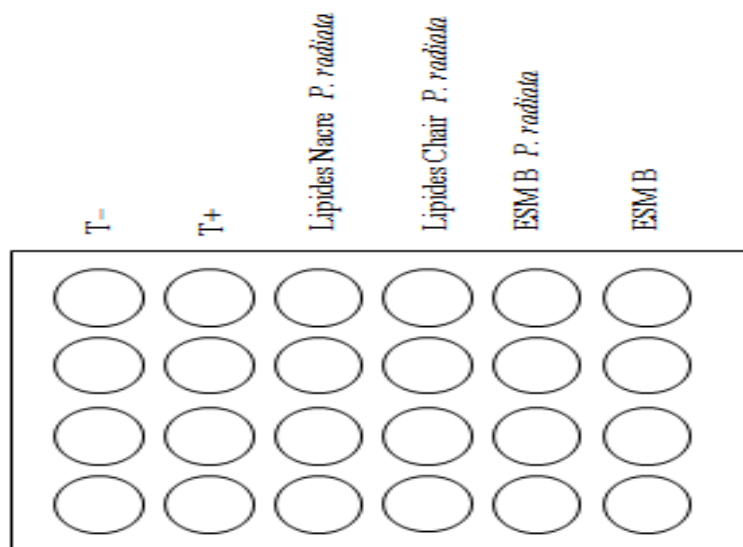 T-
T+
Lipides Nacre P. radiata
Lipides Chair P. radiata
ESM B P. radiata
ESM B